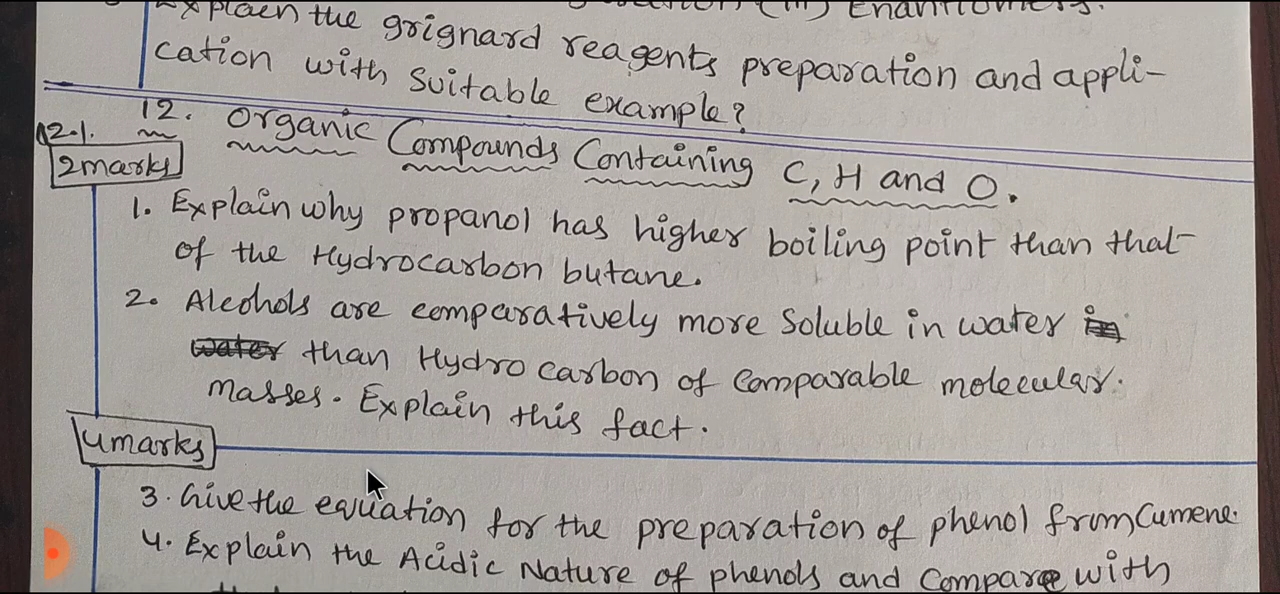 Explain the grignard reagents preparation and appli-
cation with suitable example?
12. Organic Compounds Containing C, H and O.
12.1.
2marks
1. Explain why propanol has higher boiling point than that
of the Hydrocarbon butane.
2. Alcohols are comparatively more soluble in water in
water than Hydro carbon of comparable molecular.
masses. Explain this fact.
4marks
3. Give the equation for the preparation of phenol from Cumene.
4. Explain the Acidic Nature of phenols and Compare with